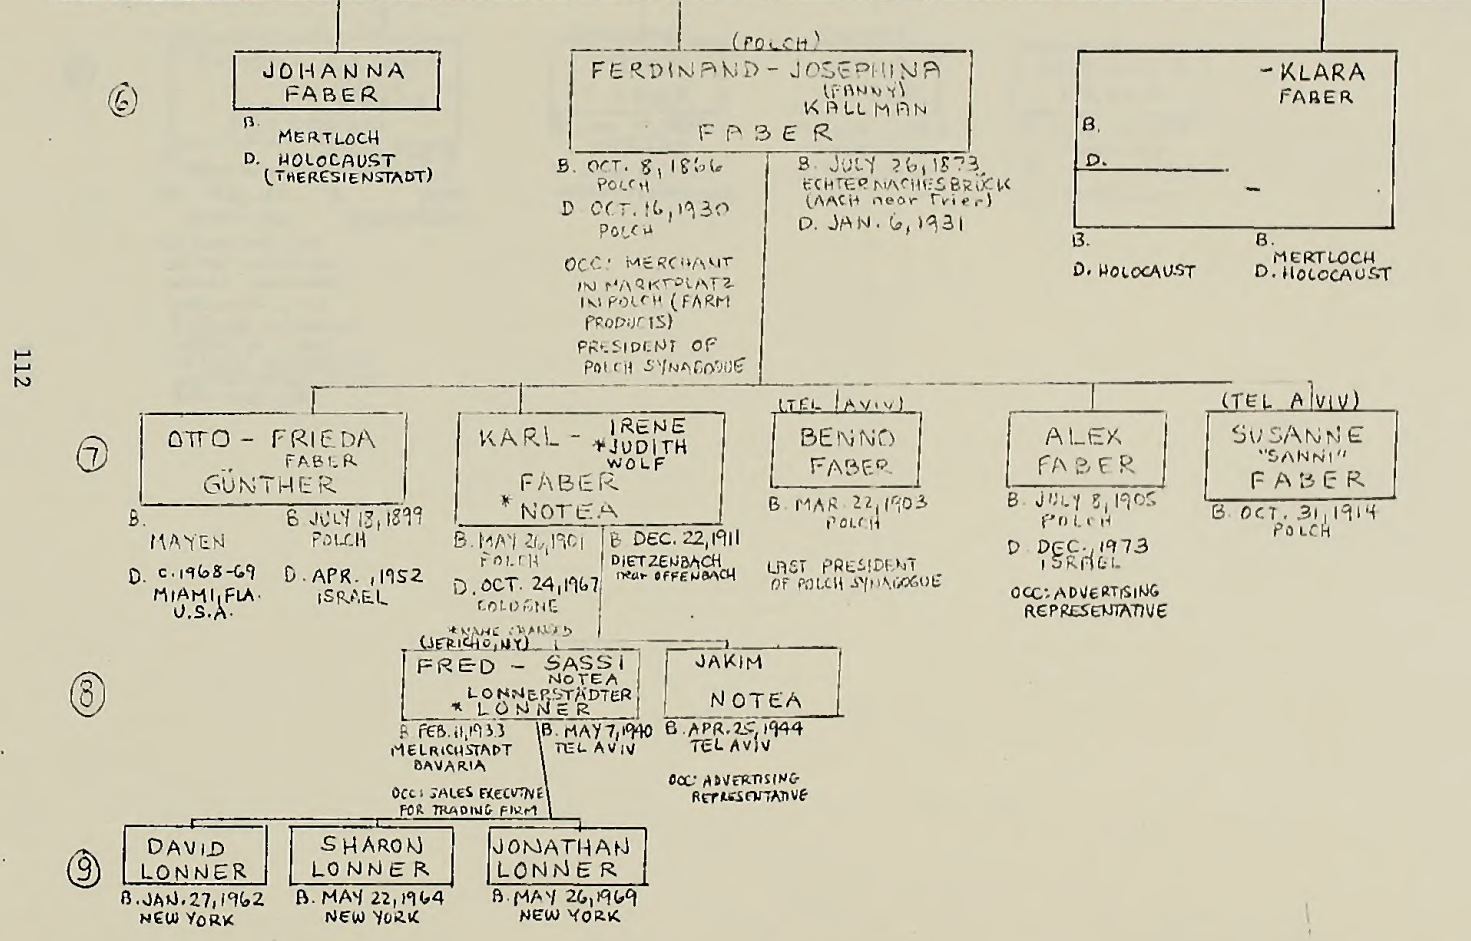 (POLCH)
6
JOHANNA
FABER
B.
MERTLOCH
D. HOLOCAUST
(THERESIENSTADT)
FERDINAND - JOSEPHINA
(FANNY)
KALLMAN
FABER
B. OCT. 8, 1866
POLCH
D OCT. 16, 1930
POLCH
OCC: MERCHANT
IN MARKTPLATZ
IN POLCH (FARM
PRODUCTS)
PRESIDENT OF
POLCH SYNAGOGUE
B. JULY 26, 1873
ECHTERNACHESBRÜCK
(AACH near Trier)
D. JAN. 6, 1931
- KLARA
FABER
B.
D.
-
B.
D. HOLOCAUST
B.
MERTLOCH
D. HOLOCAUST
112
7
OTTO - FRIEDA
FABER
GÜNTHER
B.
MAYEN
D. C. 1968-69
MIAMI, FLA.
U.S.A.
B JULY 13, 1899
POLCH
D. APR. , 1952
ISRAEL
KARL - IRENE
*JUDITH
WOLF
FABER
* NOTEA
B. MAY 26, 1901
POLCH
D. OCT. 24, 1967
COLOGNE
*NAME CHANGED
B DEC. 22, 1911
DIETZENBACH
near OFFENBACH
(TEL AVIV)
BENNO
FABER
B. MAR. 22, 1903
POLCH
LAST PRESIDENT
OF POLCH SYNAGOGUE
ALEX
FABER
B. JULY 8, 1905
POLCH
D DEC., 1973
ISRAEL
OCC: ADVERTISING
REPRESENTATIVE
(TEL AVIV)
SUSANNE
"SANNI"
FABER
B. OCT. 31, 1914
POLCH
8
(JERICHO, NY)
FRED - SASSI
NOTEA
LONNERSTÄDTER
* LONNER
B. FEB. 11, 1933
MELRICHSTADT
BAVARIA
OCC: SALES EXECUTIVE
FOR TRADING FIRM
B. MAY 7, 1940
TEL AVIV
JAKIM
NOTEA
B. APR. 25, 1944
TEL AVIV
OCC: ADVERTISING
REPRESENTATIVE
9
DAVID
LONNER
B. JAN. 27, 1962
NEW YORK
SHARON
LONNER
B. MAY 22, 1964
NEW YORK
JONATHAN
LONNER
B. MAY 26, 1969
NEW YORK